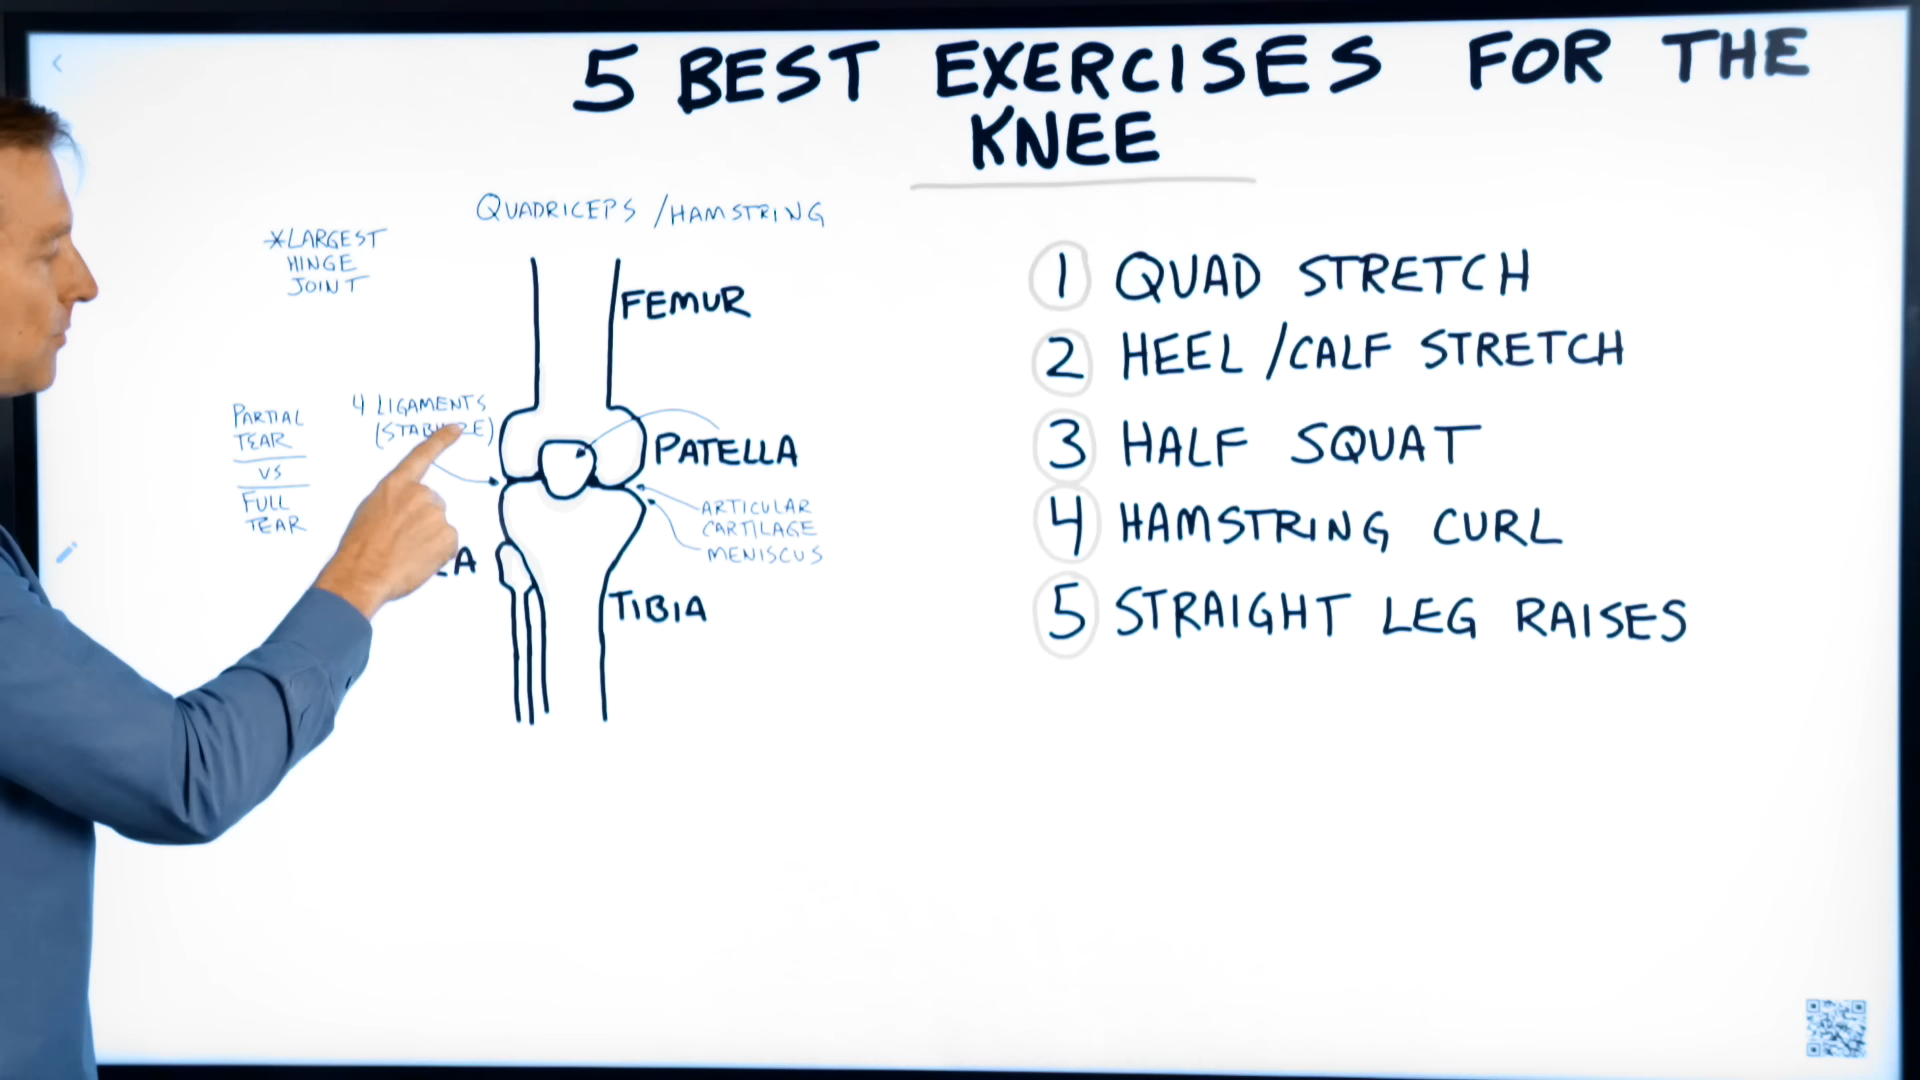 5 BEST EXERCISES FOR THE
KNEE
QUADRICEPS /HAMSTRING
*LARGEST
HINGE
JOINT
FEMUR
4 LIGAMENTS
PARTIAL
TEAR
VS
FULL
TEAR
PATELLA
ARTICULAR
CARTILAGE
MENISCUS
TIBIA
1 QUAD STRETCH
2 HEEL /CALF STRETCH
3 HALF SQUAT
4 HAMSTRING CURL
5 STRAIGHT LEG RAISES